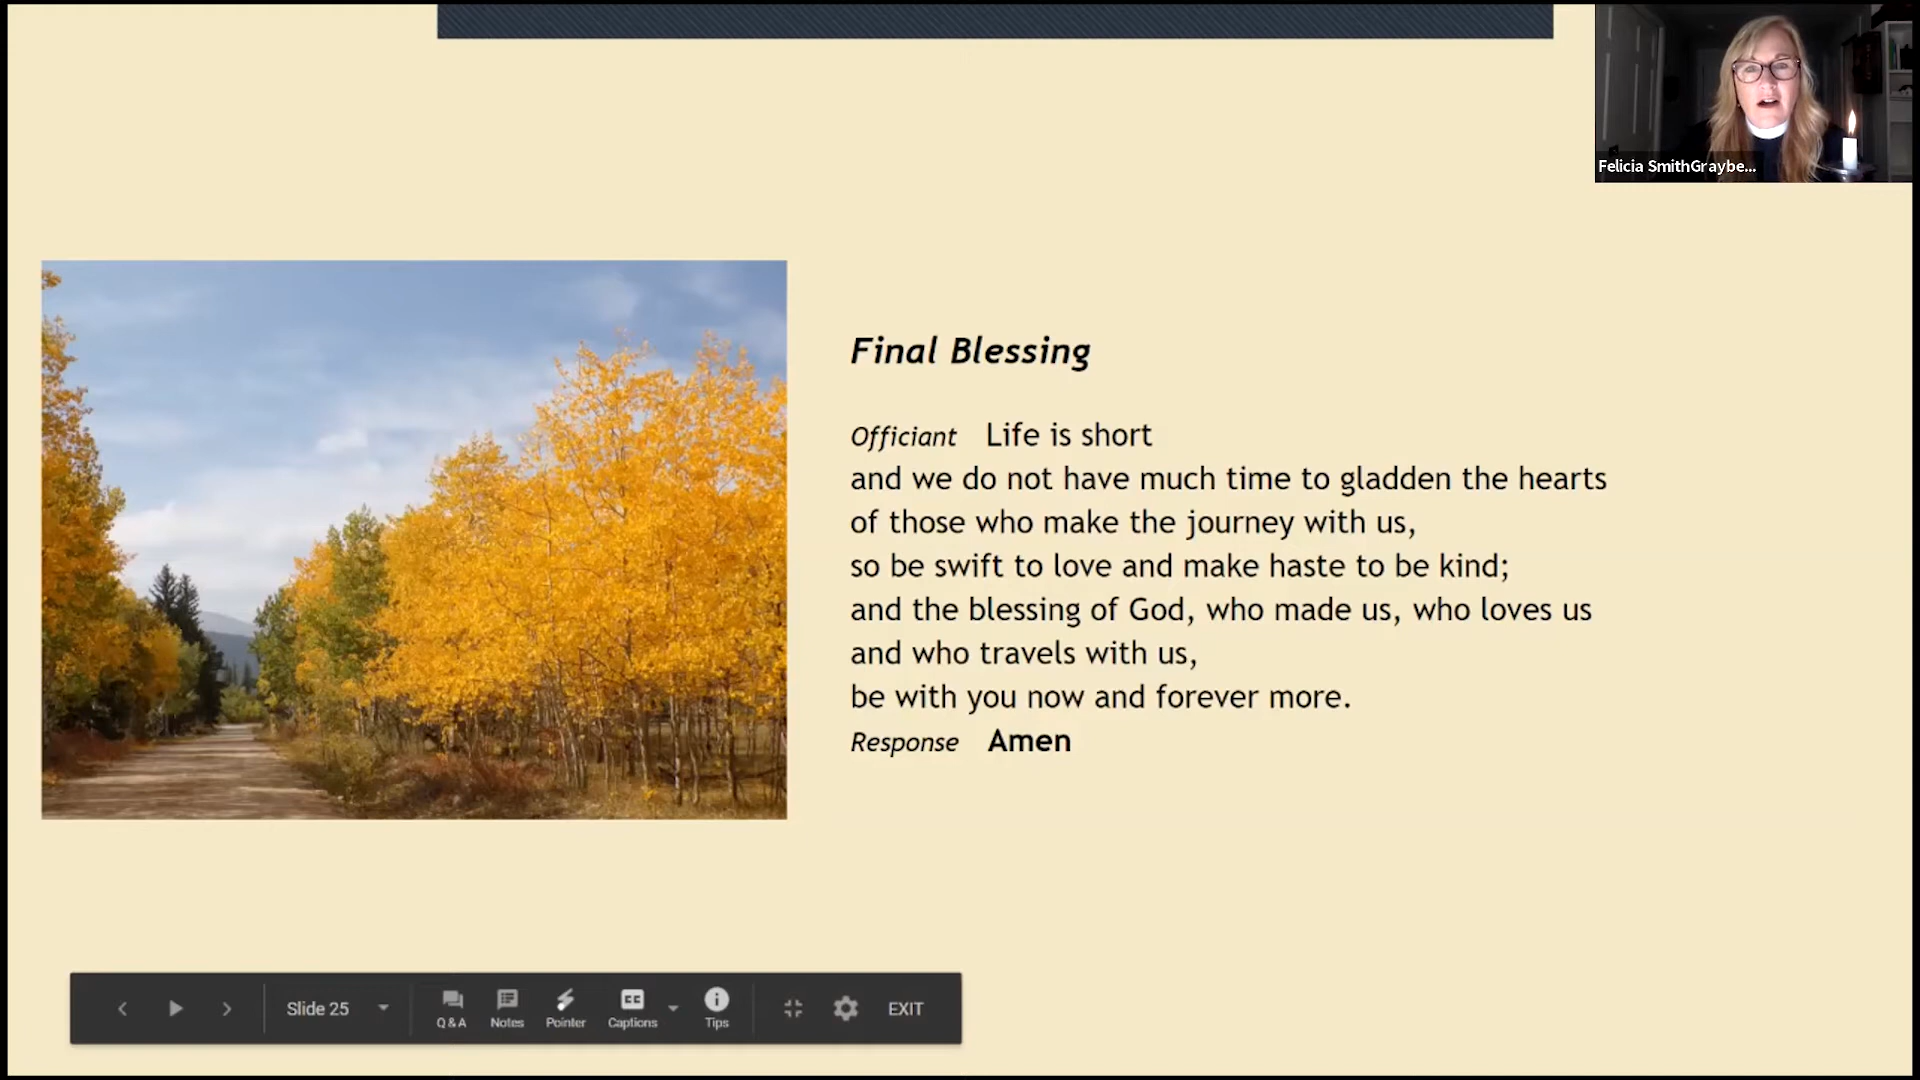 Felicia SmithGraybe...
Final Blessing
Officiant Life is short
and we do not have much time to gladden the hearts
of those who make the journey with us,
so be swift to love and make haste to be kind;
and the blessing of God, who made us, who loves us
and who travels with us,
be with you now and forever more.
Response Amen
Slide 25
Q & A
Notes
Pointer
CC
Captions
Tips
EXIT